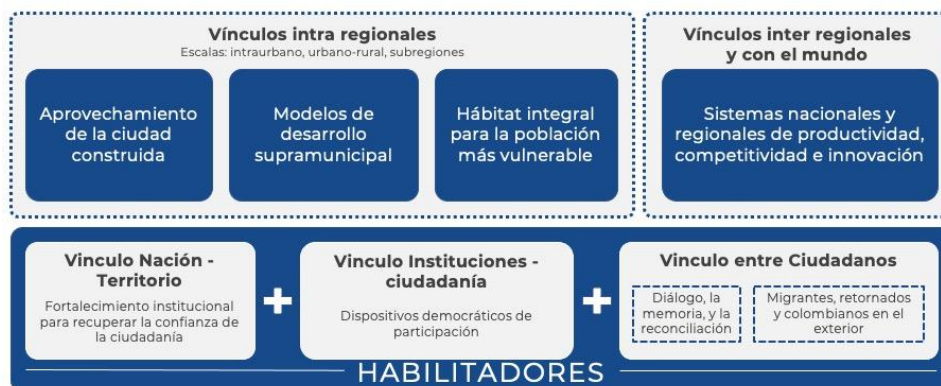 Vínculos intra regionales
Escalas: intraurbano, urbano-rural, subregiones
Aprovechamiento
de la ciudad
construida
Modelos de
desarrollo
supramunicipal
Hábitat integral
para la población
más vulnerable
Vínculos inter regionales
y con el mundo
Sistemas nacionales y
regionales de productividad,
competitividad e innovación
Vinculo Nación -
Territorio
Fortalecimiento institucional
para recuperar la confianza de
la ciudadanía
+
Vinculo Instituciones -
ciudadanía
Dispositivos democráticos de
participación
+
Vinculo entre Ciudadanos
Diálogo, la
memoria, y la
reconciliación
Migrantes, retornados
y colombianos en el
exterior
HABILITADORES